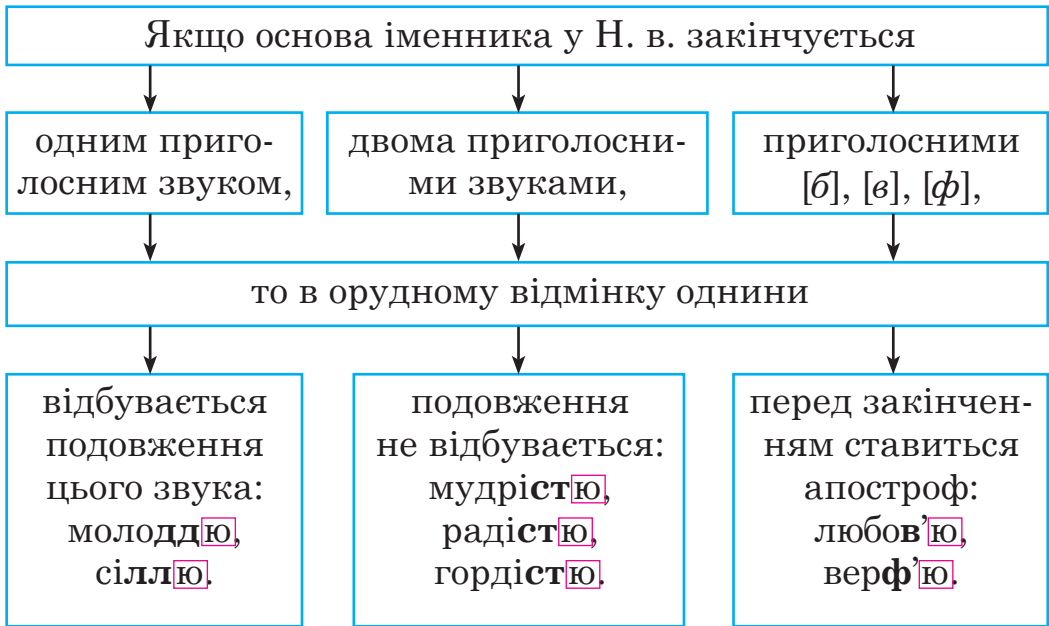 Якщо основа іменника у Н. в. закінчується
одним приго-
лосним звуком,
двома приголосни-
ми звуками,
приголосними
[б], [в], [ф],
то в орудному відмінку однини
відбувається
подовження
цього звука:
молоддю,
сіллю.
подовження
не відбувається:
мудрістю,
радістю,
гордістю.
перед закінчен-
ням ставиться
апостроф:
любов’ю,
верф’ю.